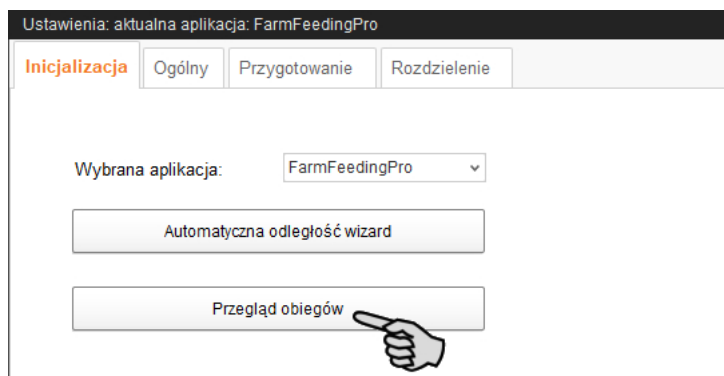 Ustawienia: aktualna aplikacja: FarmFeedingPro
Inicjalizacja Ogólny Przygotowanie Rozdzielenie
Wybrana aplikacja: FarmFeedingPro
Automatyczna odległość wizard
Przegląd obiegów